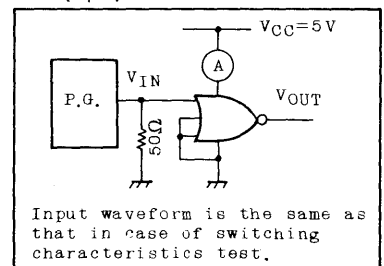 VCC=5V
A
VIN
VOUT
P.G.
50Ω
Input waveform is the same as
that in case of switching
characteristics test.